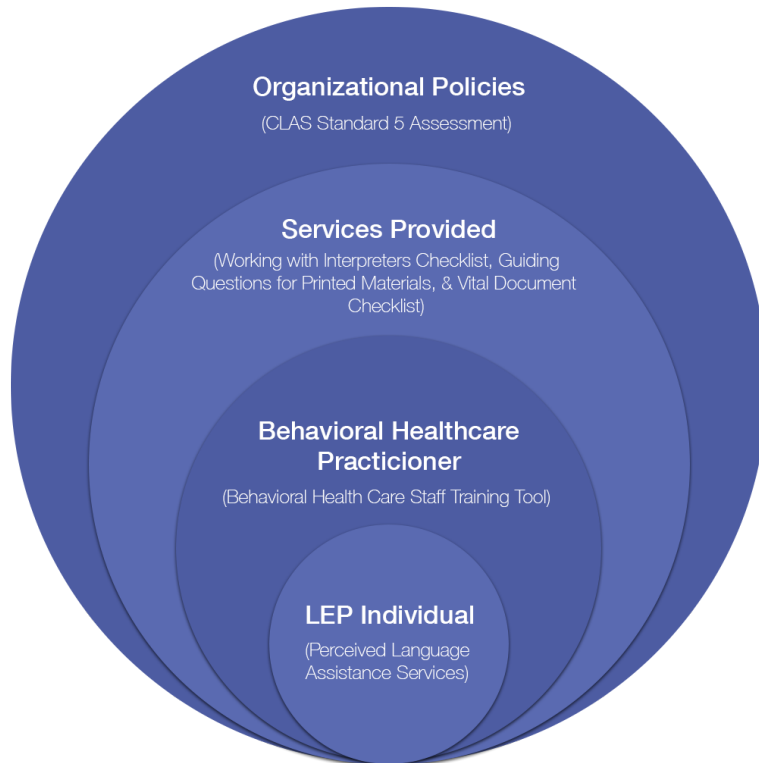 Organizational Policies
(CLAS Standard 5 Assessment)
Services Provided
(Working with Interpreters Checklist, Guiding
Questions for Printed Materials, & Vital Document
Checklist)
Behavioral Healthcare
Practicioner
(Behavioral Health Care Staff Training Tool)
LEP Individual
(Perceived Language
Assistance Services)